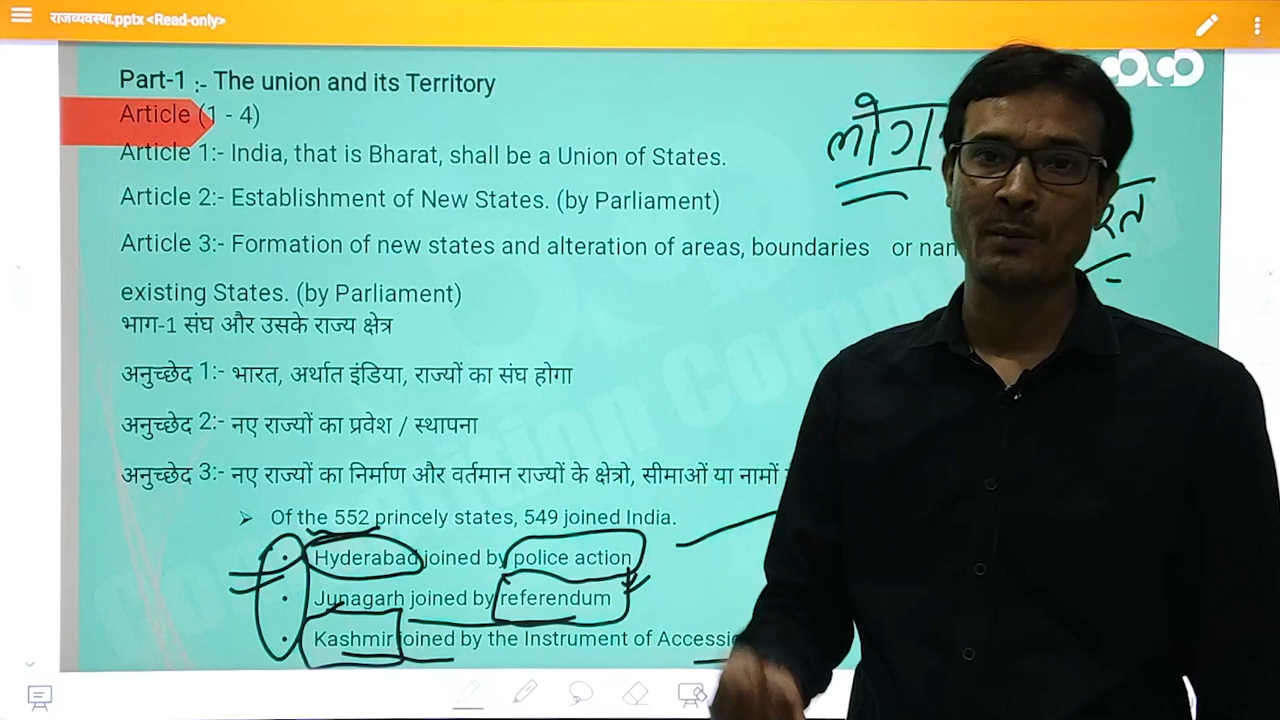 राजव्यवस्था.pptx <Read-only>
Part-1 :- The union and its Territory
Article (1 - 4)
Article 1:- India, that is Bharat, shall be a Union of States.
Article 2:- Establishment of New States. (by Parliament)
Article 3:- Formation of new states and alteration of areas, boundaries or
existing States. (by Parliament)
भाग-1 संघ और उसके राज्य क्षेत्र
अनुच्छेद 1:- भारत, अर्थात इंडिया, राज्यों का संघ होगा
अनुच्छेद 2:- नए राज्यों का प्रवेश / स्थापना
अनुच्छेद 3:- नए राज्यों का निर्माण और वर्तमान राज्यों के क्षेत्रो, सीमाओं या नामों
➢ Of the 552 princely states, 549 joined India.
• Hyderabad joined by police action
• Junagarh joined by referendum
• Kashmir joined by the Instrument of
लोग